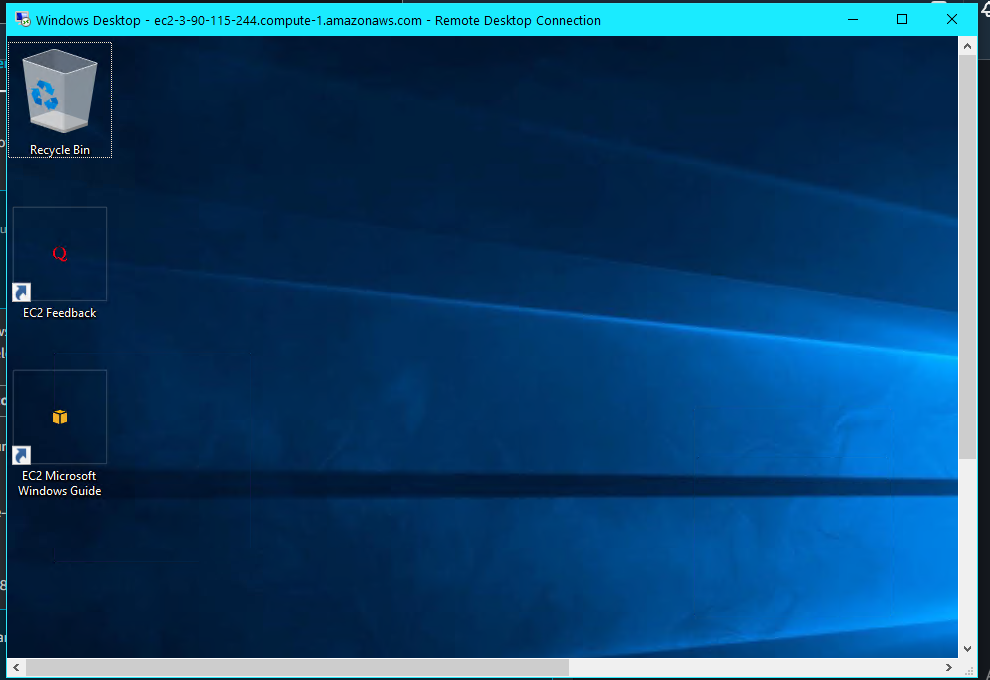 Windows Desktop - ec2-3-90-115-244.compute-1.amazonaws.com - Remote Desktop Connection
Recycle Bin
Q
EC2 Feedback
EC2 Microsoft
Windows Guide